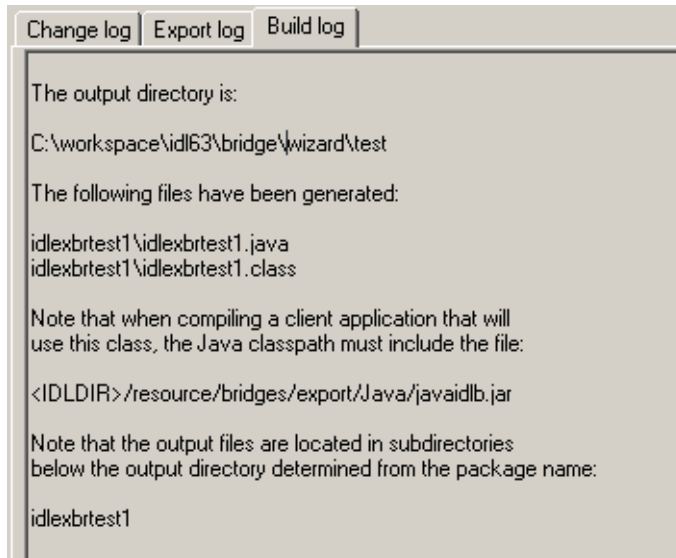 Change log Export log Build log
The output directory is:
C:\workspace\idl63\bridge\wizard\test
The following files have been generated:
idlexbrtest1\idlexbrtest1.java
idlexbrtest1\idlexbrtest1.class
Note that when compiling a client application that will
use this class, the Java classpath must include the file:
<IDLDIR>/resource/bridges/export/Java/javaidlb.jar
Note that the output files are located in subdirectories
below the output directory determined from the package name:
idlexbrtest1